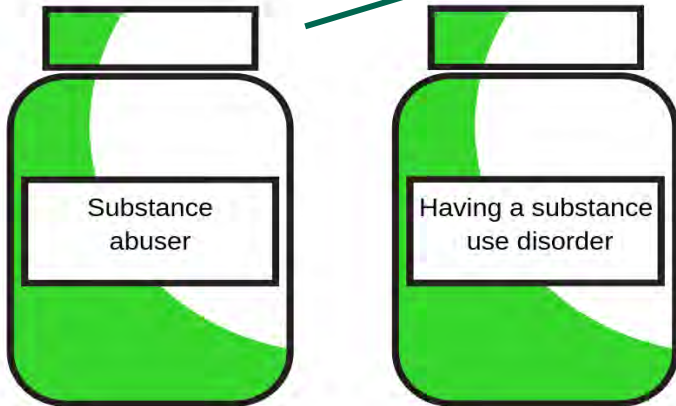 Substance
abuser
Having a substance
use disorder